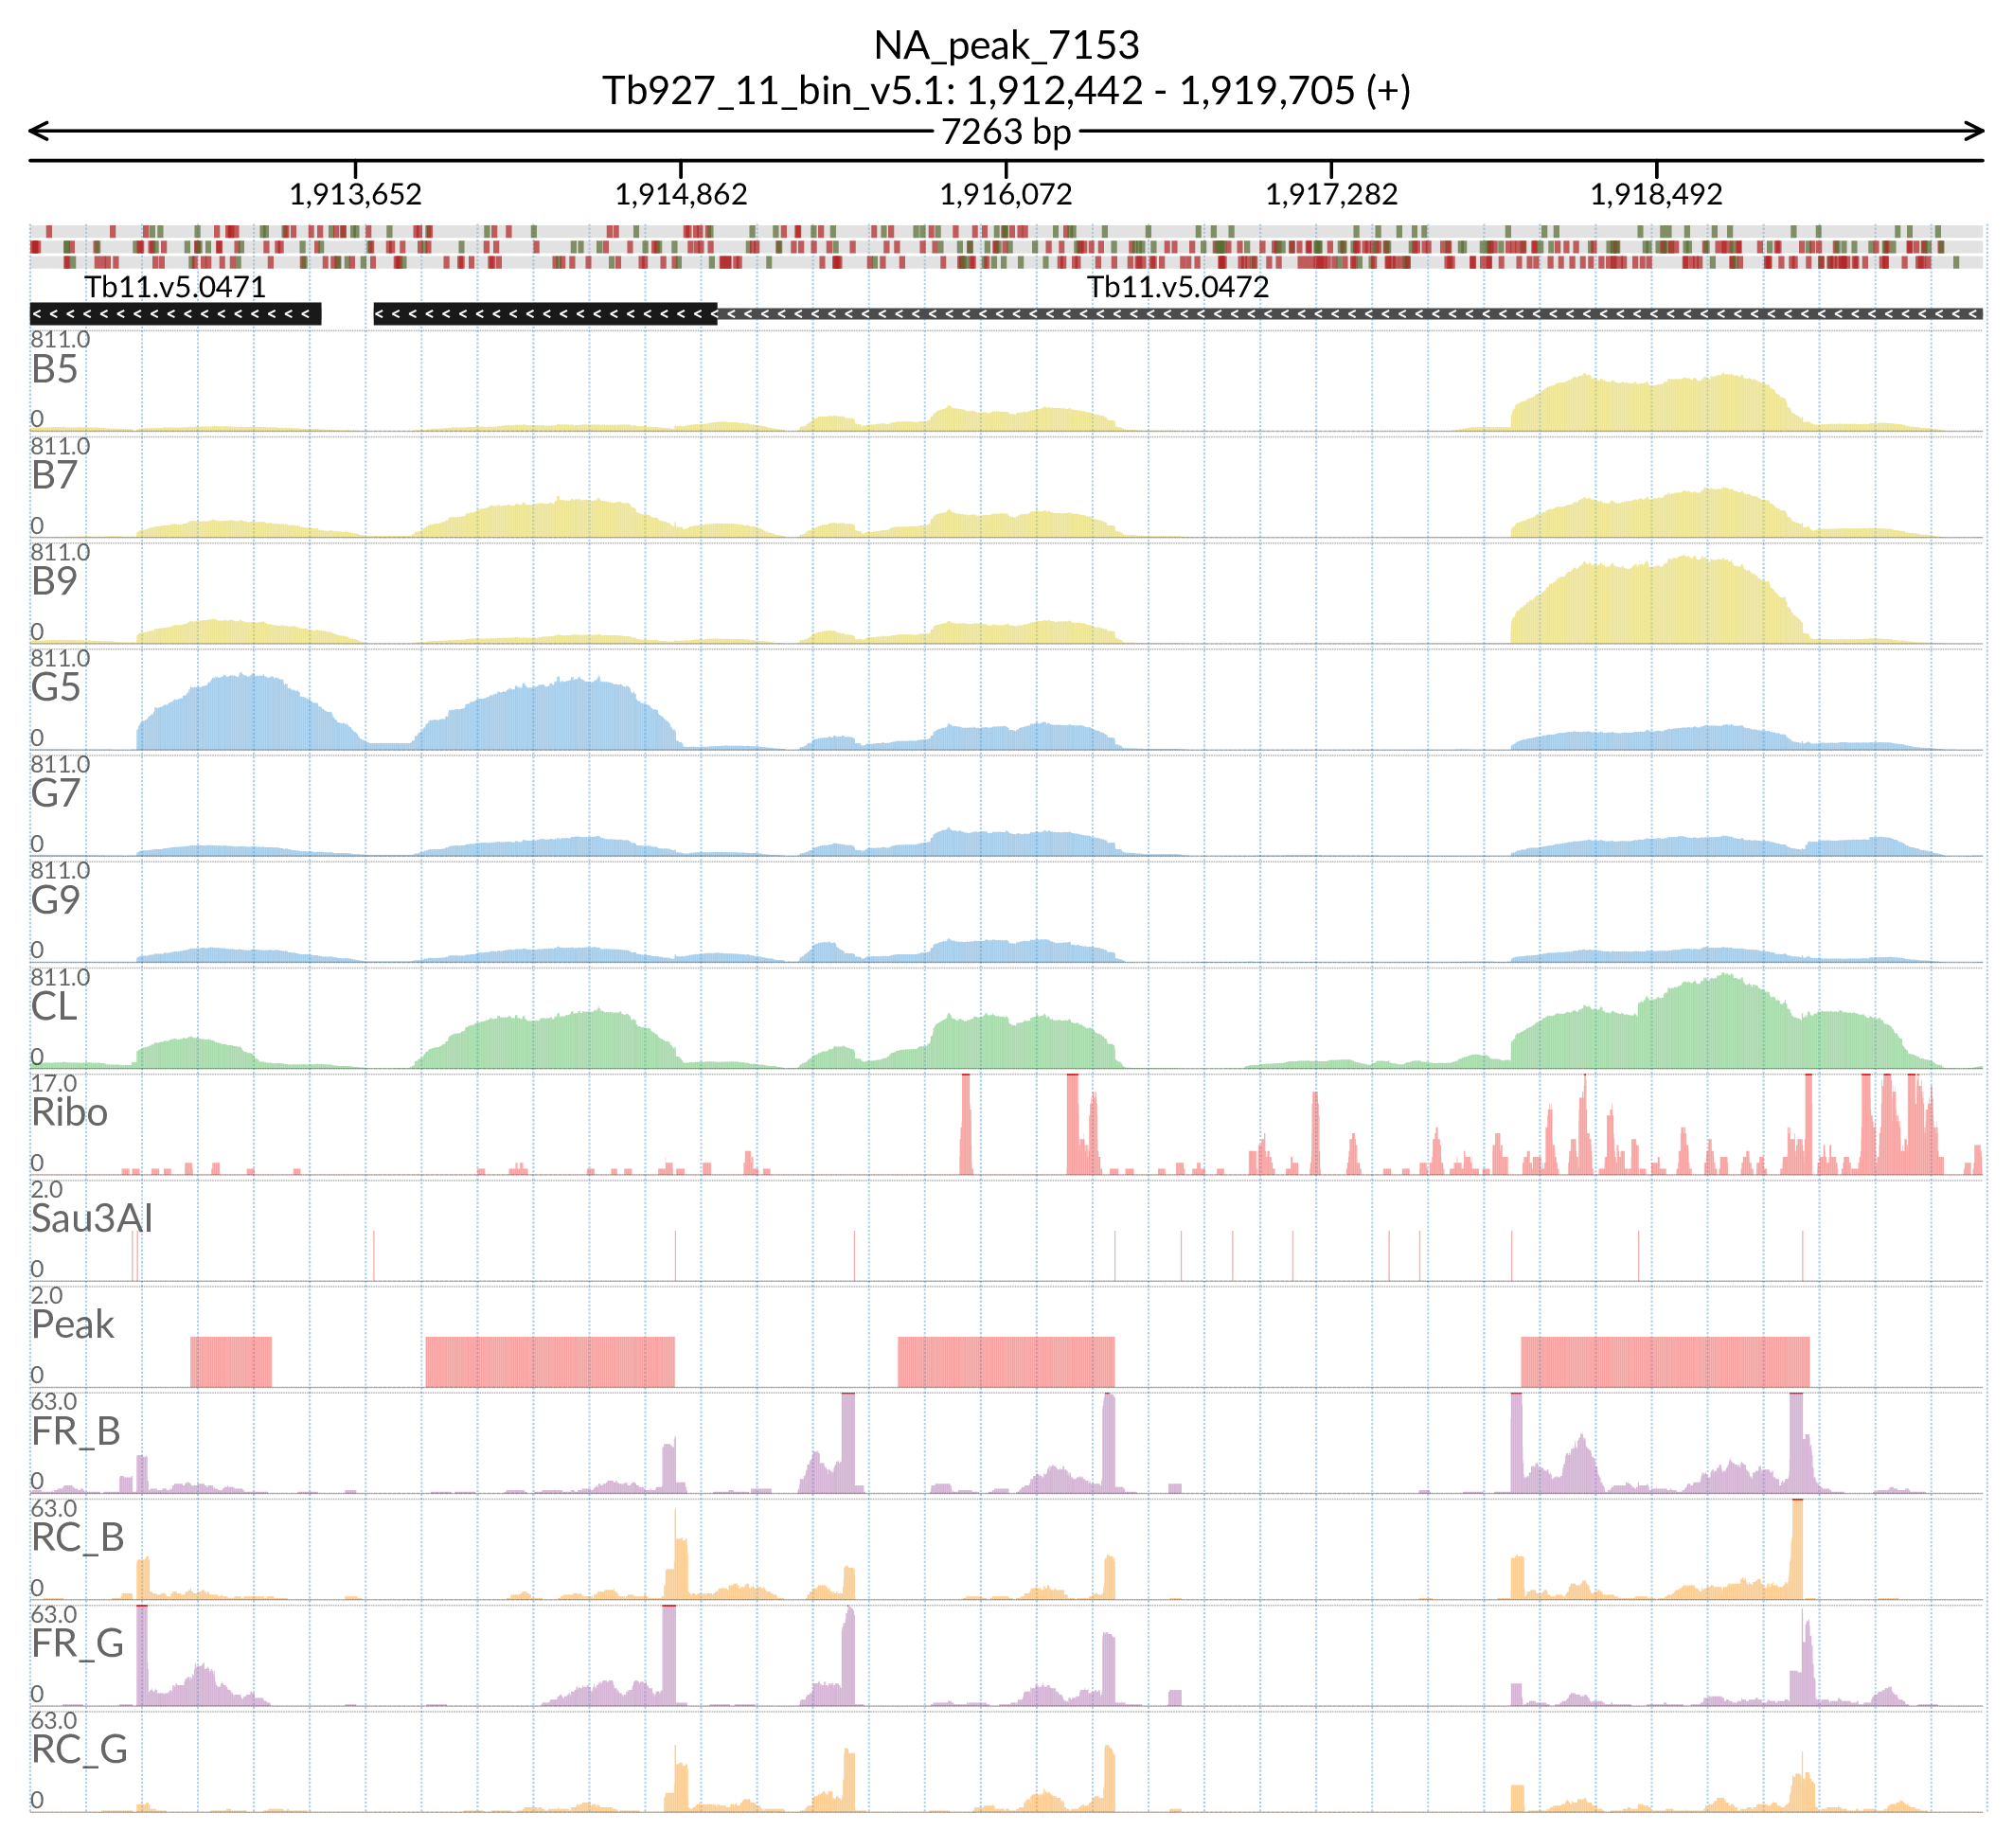 NA_peak_7153
Tb927_11_bin_v5.1: 1,912,442 - 1,919,705 (+)
7263 bp
1,913,652 1,914,862 1,916,072 1,917,282 1,918,492
Tb11.v5.0471 Tb11.v5.0472
811.0
B5
0
811.0
B7
0
811.0
B9
0
811.0
G5
0
811.0
G7
0
811.0
G9
0
811.0
CL
0
17.0
Ribo
0
2.0
Sau3AI
0
2.0
Peak
0
63.0
FR_B
0
63.0
RC_B
0
63.0
FR_G
0
63.0
RC_G
0